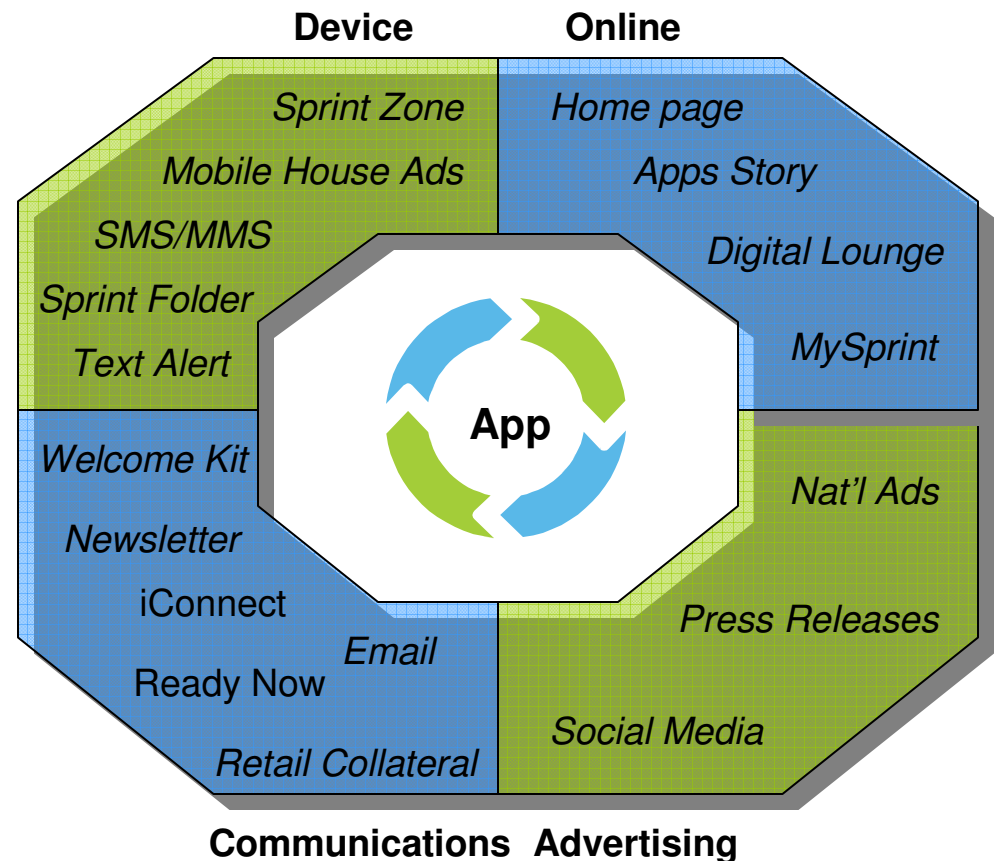 Device
Online
Sprint Zone
Mobile House Ads
SMS/MMS
Sprint Folder
Text Alert
Home page
Apps Story
Digital Lounge
MySprint
App
Welcome Kit
Newsletter
iConnect
Email
Ready Now
Retail Collateral
Nat'l Ads
Press Releases
Social Media
Communications
Advertising